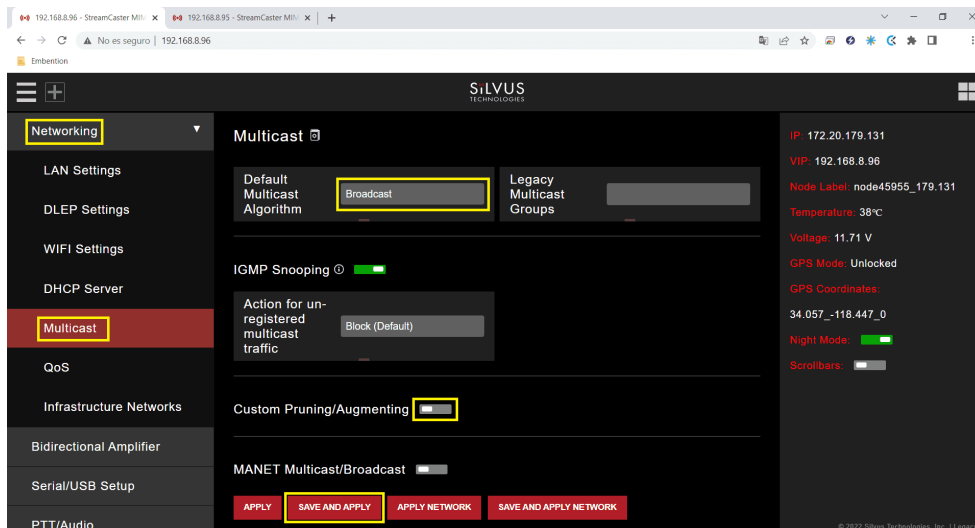 192.168.8.96 - StreamCaster MIM
192.168.8.95 - StreamCaster MIM
No es seguro | 192.168.8.96
Embention
SiLVUS
TECHNOLOGIES
Networking
LAN Settings
DLEP Settings
WIFI Settings
DHCP Server
Multicast
QoS
Infrastructure Networks
Bidirectional Amplifier
Serial/USB Setup
PTT/Audio
Multicast
Default
Multicast
Algorithm
Broadcast
Legacy
Multicast
Groups
IGMP Snooping
Action for un-
registered
multicast
traffic
Block (Default)
Custom Pruning/Augmenting
MANET Multicast/Broadcast
APPLY
SAVE AND APPLY
APPLY NETWORK
SAVE AND APPLY NETWORK
IP: 172.20.179.131
VIP: 192.168.8.96
Node Label: node45955_179.131
Temperature: 38°C
Voltage: 11.71 V
GPS Mode: Unlocked
GPS Coordinates:
34.057_-118.447_0
Night Mode:
Scrollbars:
© 2022 Silvus Technologies, Inc. | Legal